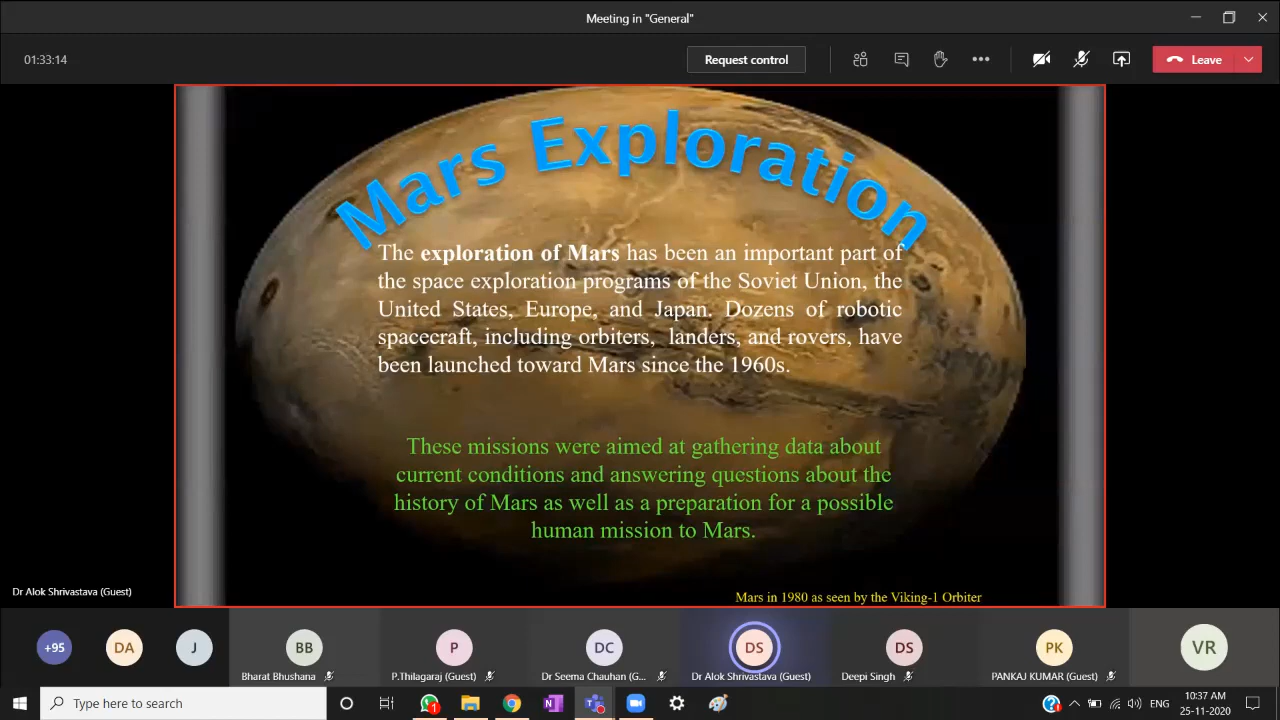 Meeting in "General"
01:33:14
Request control
Leave
Mars Exploration
The exploration of Mars has been an important part of
the space exploration programs of the Soviet Union, the
United States, Europe, and Japan. Dozens of robotic
spacecraft, including orbiters, landers, and rovers, have
been launched toward Mars since the 1960s.
These missions were aimed at gathering data about
current conditions and answering questions about the
history of Mars as well as a preparation for a possible
human mission to Mars.
Mars in 1980 as seen by the Viking-1 Orbiter
Dr Alok Shrivastava (Guest)
+95
DA
J
BB
P
DC
DS
DS
PK
VR
Bharat Bhushana
P.Thilagaraj (Guest)
Dr Seema Chauhan (G...
Dr Alok Shrivastava (Guest)
Deepi Singh
PANKAJ KUMAR (Guest)
Type here to search
1
N
ENG
10:37 AM
25-11-2020